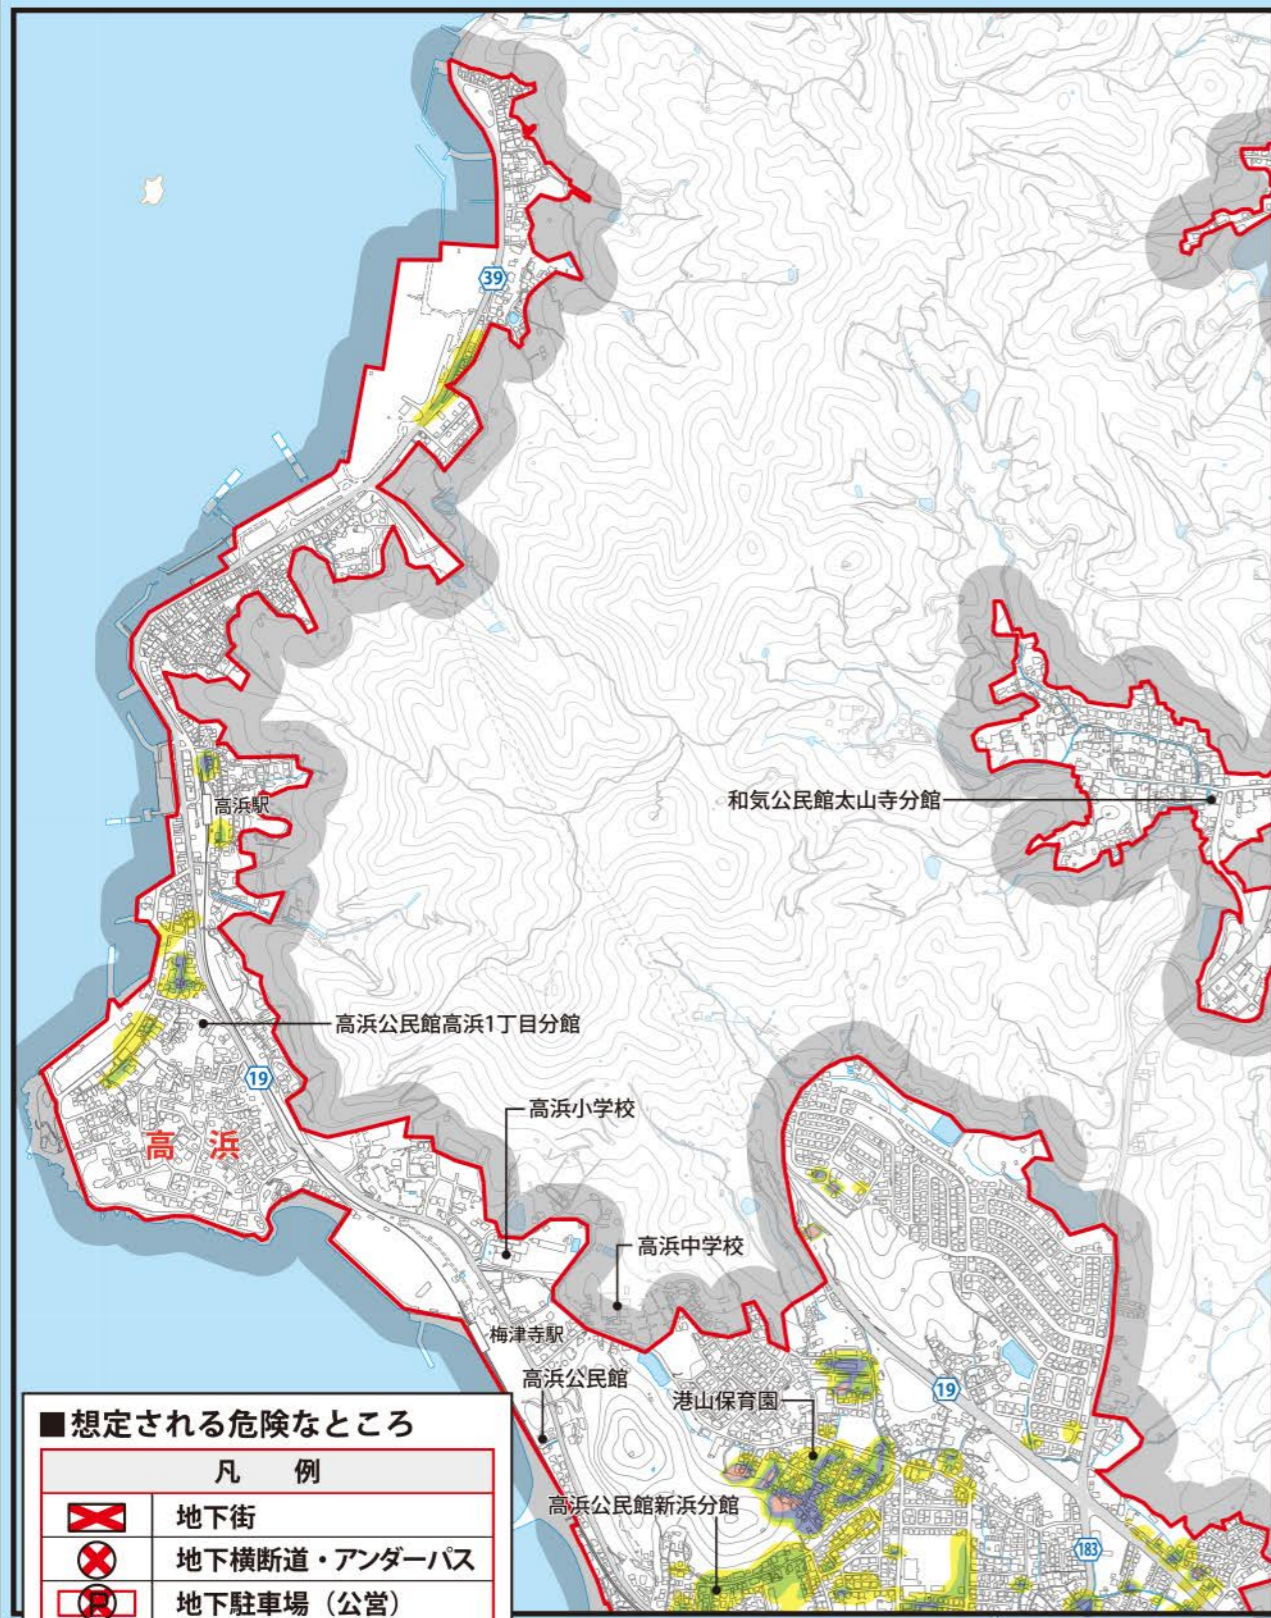 39
高浜駅
和気公民館太山寺分館
高浜公民館高浜1丁目分館
19
高浜小学校
高 浜
高浜中学校
梅津寺駅
高浜公民館
19
港山保育園
高浜公民館新浜分館
183
■想定される危険なところ
凡 例
地下街
地下横断道・アンダーパス
P 地下駐車場（公営）